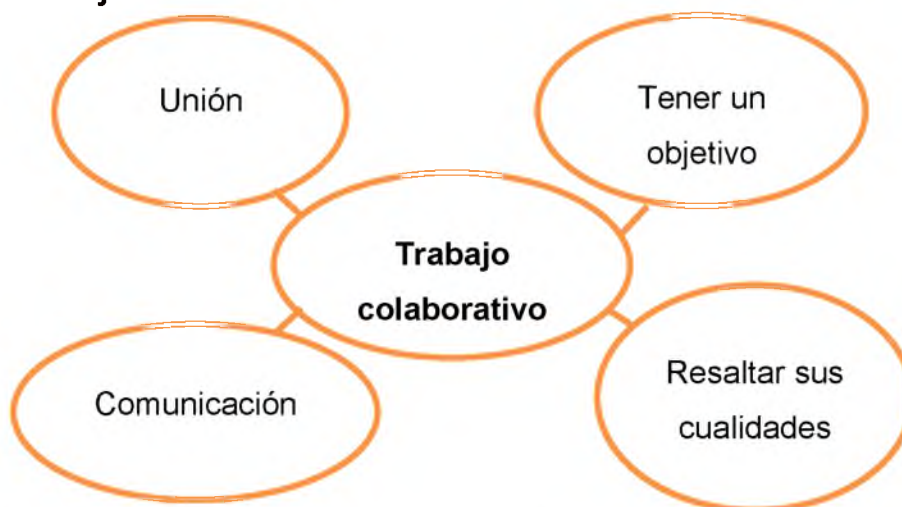 Unión
Tener un
objetivo
Trabajo
colaborativo
Comunicación
Resaltar sus
cualidades